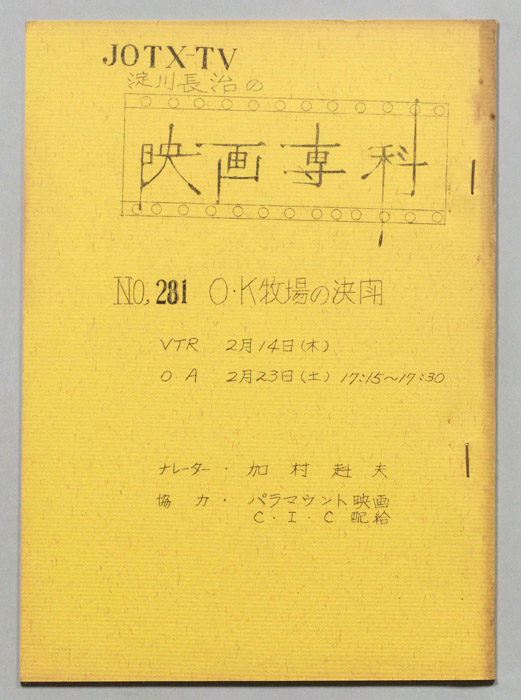 JOTX-TV
淀川長治の
映画専科
NO, 281 O・K牧場の決闘
VTR 2月14日(木)
O.A 2月23日(土) 17:15~17:30
ナレーター・加村赳夫
協力・パラマウント映画
C・I・C配給